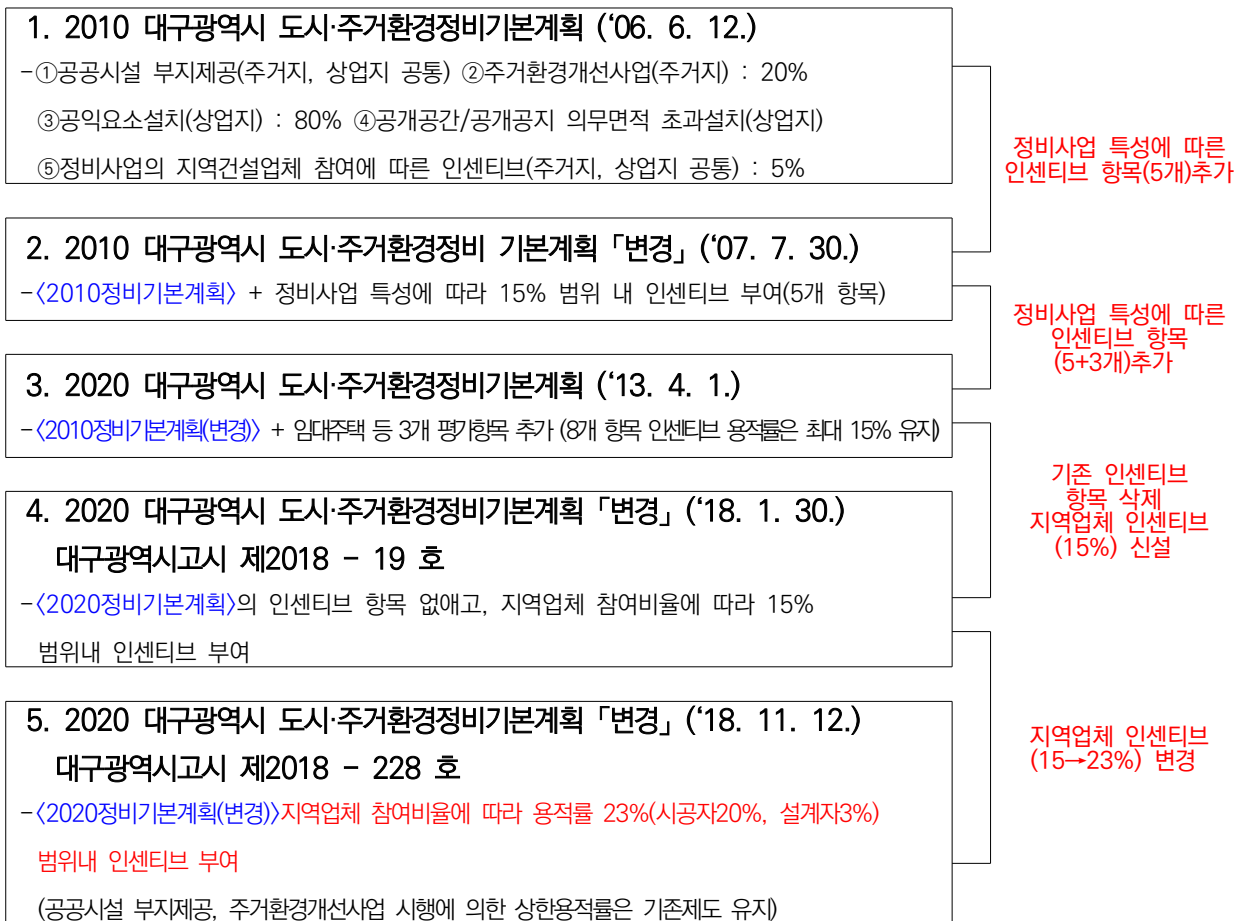 1. 2010 대구광역시 도시·주거환경정비기본계획 (‘06. 6. 12.)
-①공공시설 부지제공(주거지, 상업지 공통) ②주거환경개선사업(주거지) : 20%
③공익요소설치(상업지) : 80% ④공개공간/공개공지 의무면적 초과설치(상업지)
⑤정비사업의 지역건설업체 참여에 따른 인센티브(주거지, 상업지 공통) : 5%
정비사업 특성에 따른
인센티브 항목(5개)추가
2. 2010 대구광역시 도시·주거환경정비 기본계획「변경」(‘07. 7. 30.)
-〈2010정비기본계획〉 + 정비사업 특성에 따라 15% 범위 내 인센티브 부여(5개 항목)
정비사업 특성에 따른
인센티브 항목
(5+3개)추가
3. 2020 대구광역시 도시·주거환경정비기본계획 (‘13. 4. 1.)
-〈2010정비기본계획(변경)〉 + 임대주택 등 3개 평가항목 추가 (8개 항목 인센티브 용적률은 최대 15% 유지)
기존 인센티브
항목 삭제
지역업체 인센티브
(15%) 신설
4. 2020 대구광역시 도시·주거환경정비기본계획「변경」(‘18. 1. 30.)
대구광역시고시 제2018 - 19 호
-〈2020정비기본계획〉의 인센티브 항목 없애고, 지역업체 참여비율에 따라 15%
범위내 인센티브 부여
5. 2020 대구광역시 도시·주거환경정비기본계획「변경」(‘18. 11. 12.)
대구광역시고시 제2018 - 228 호
-〈2020정비기본계획(변경)〉지역업체 참여비율에 따라 용적률 23%(시공자20%, 설계자3%)
범위내 인센티브 부여
(공공시설 부지제공, 주거환경개선사업 시행에 의한 상한용적률은 기존제도 유지)
지역업체 인센티브
(15→23%) 변경